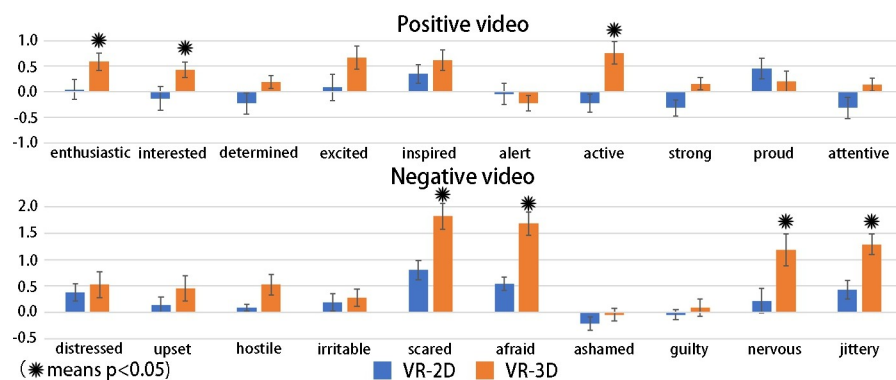 Positive video
1.0
0.5
0.0
-0.5
-1.0
enthusiastic interested determined excited inspired alert active strong proud attentive
Negative video
2.0
1.5
1.0
0.5
0.0
-0.5
distressed upset hostile irritable scared afraid ashamed guilty nervous jittery
(✷means p<0.05) VR-2D VR-3D